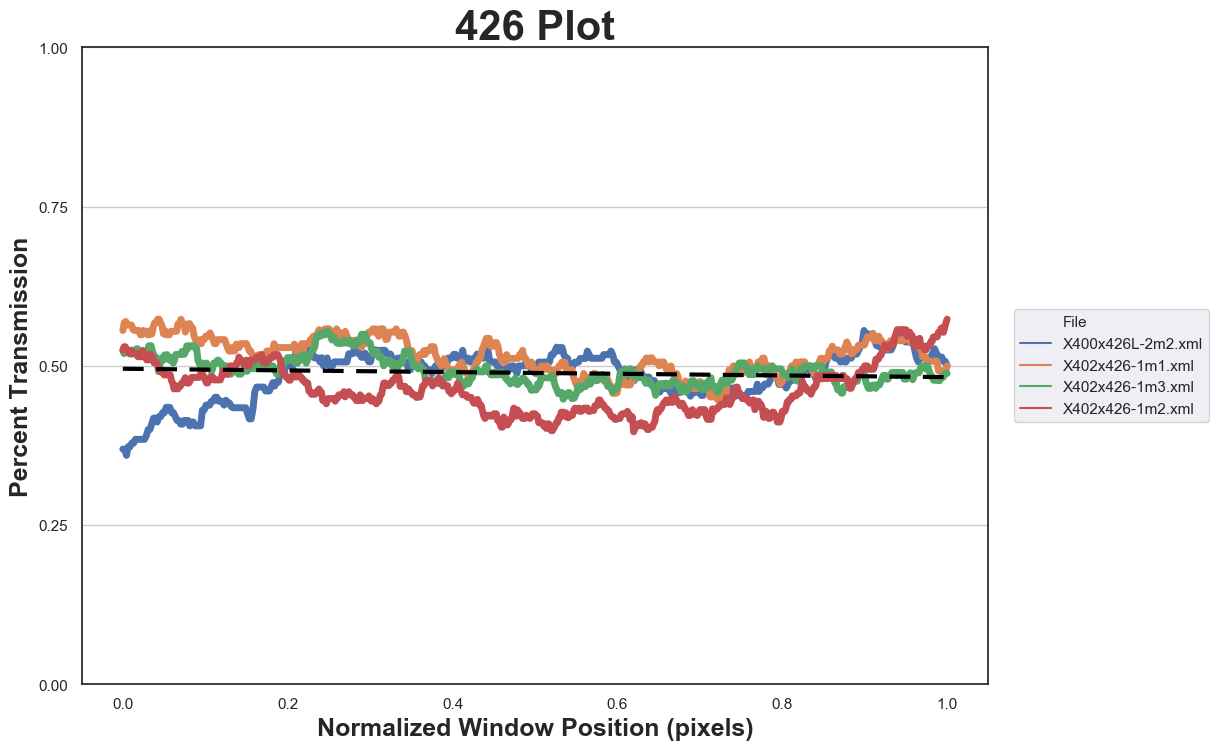 426 Plot
Percent Transmission
1.00
0.75
0.50
0.25
0.00
0.0 0.2 0.4 0.6 0.8 1.0
Normalized Window Position (pixels)
File
X400x426L-2m2.xml
X402x426-1m1.xml
X402x426-1m3.xml
X402x426-1m2.xml